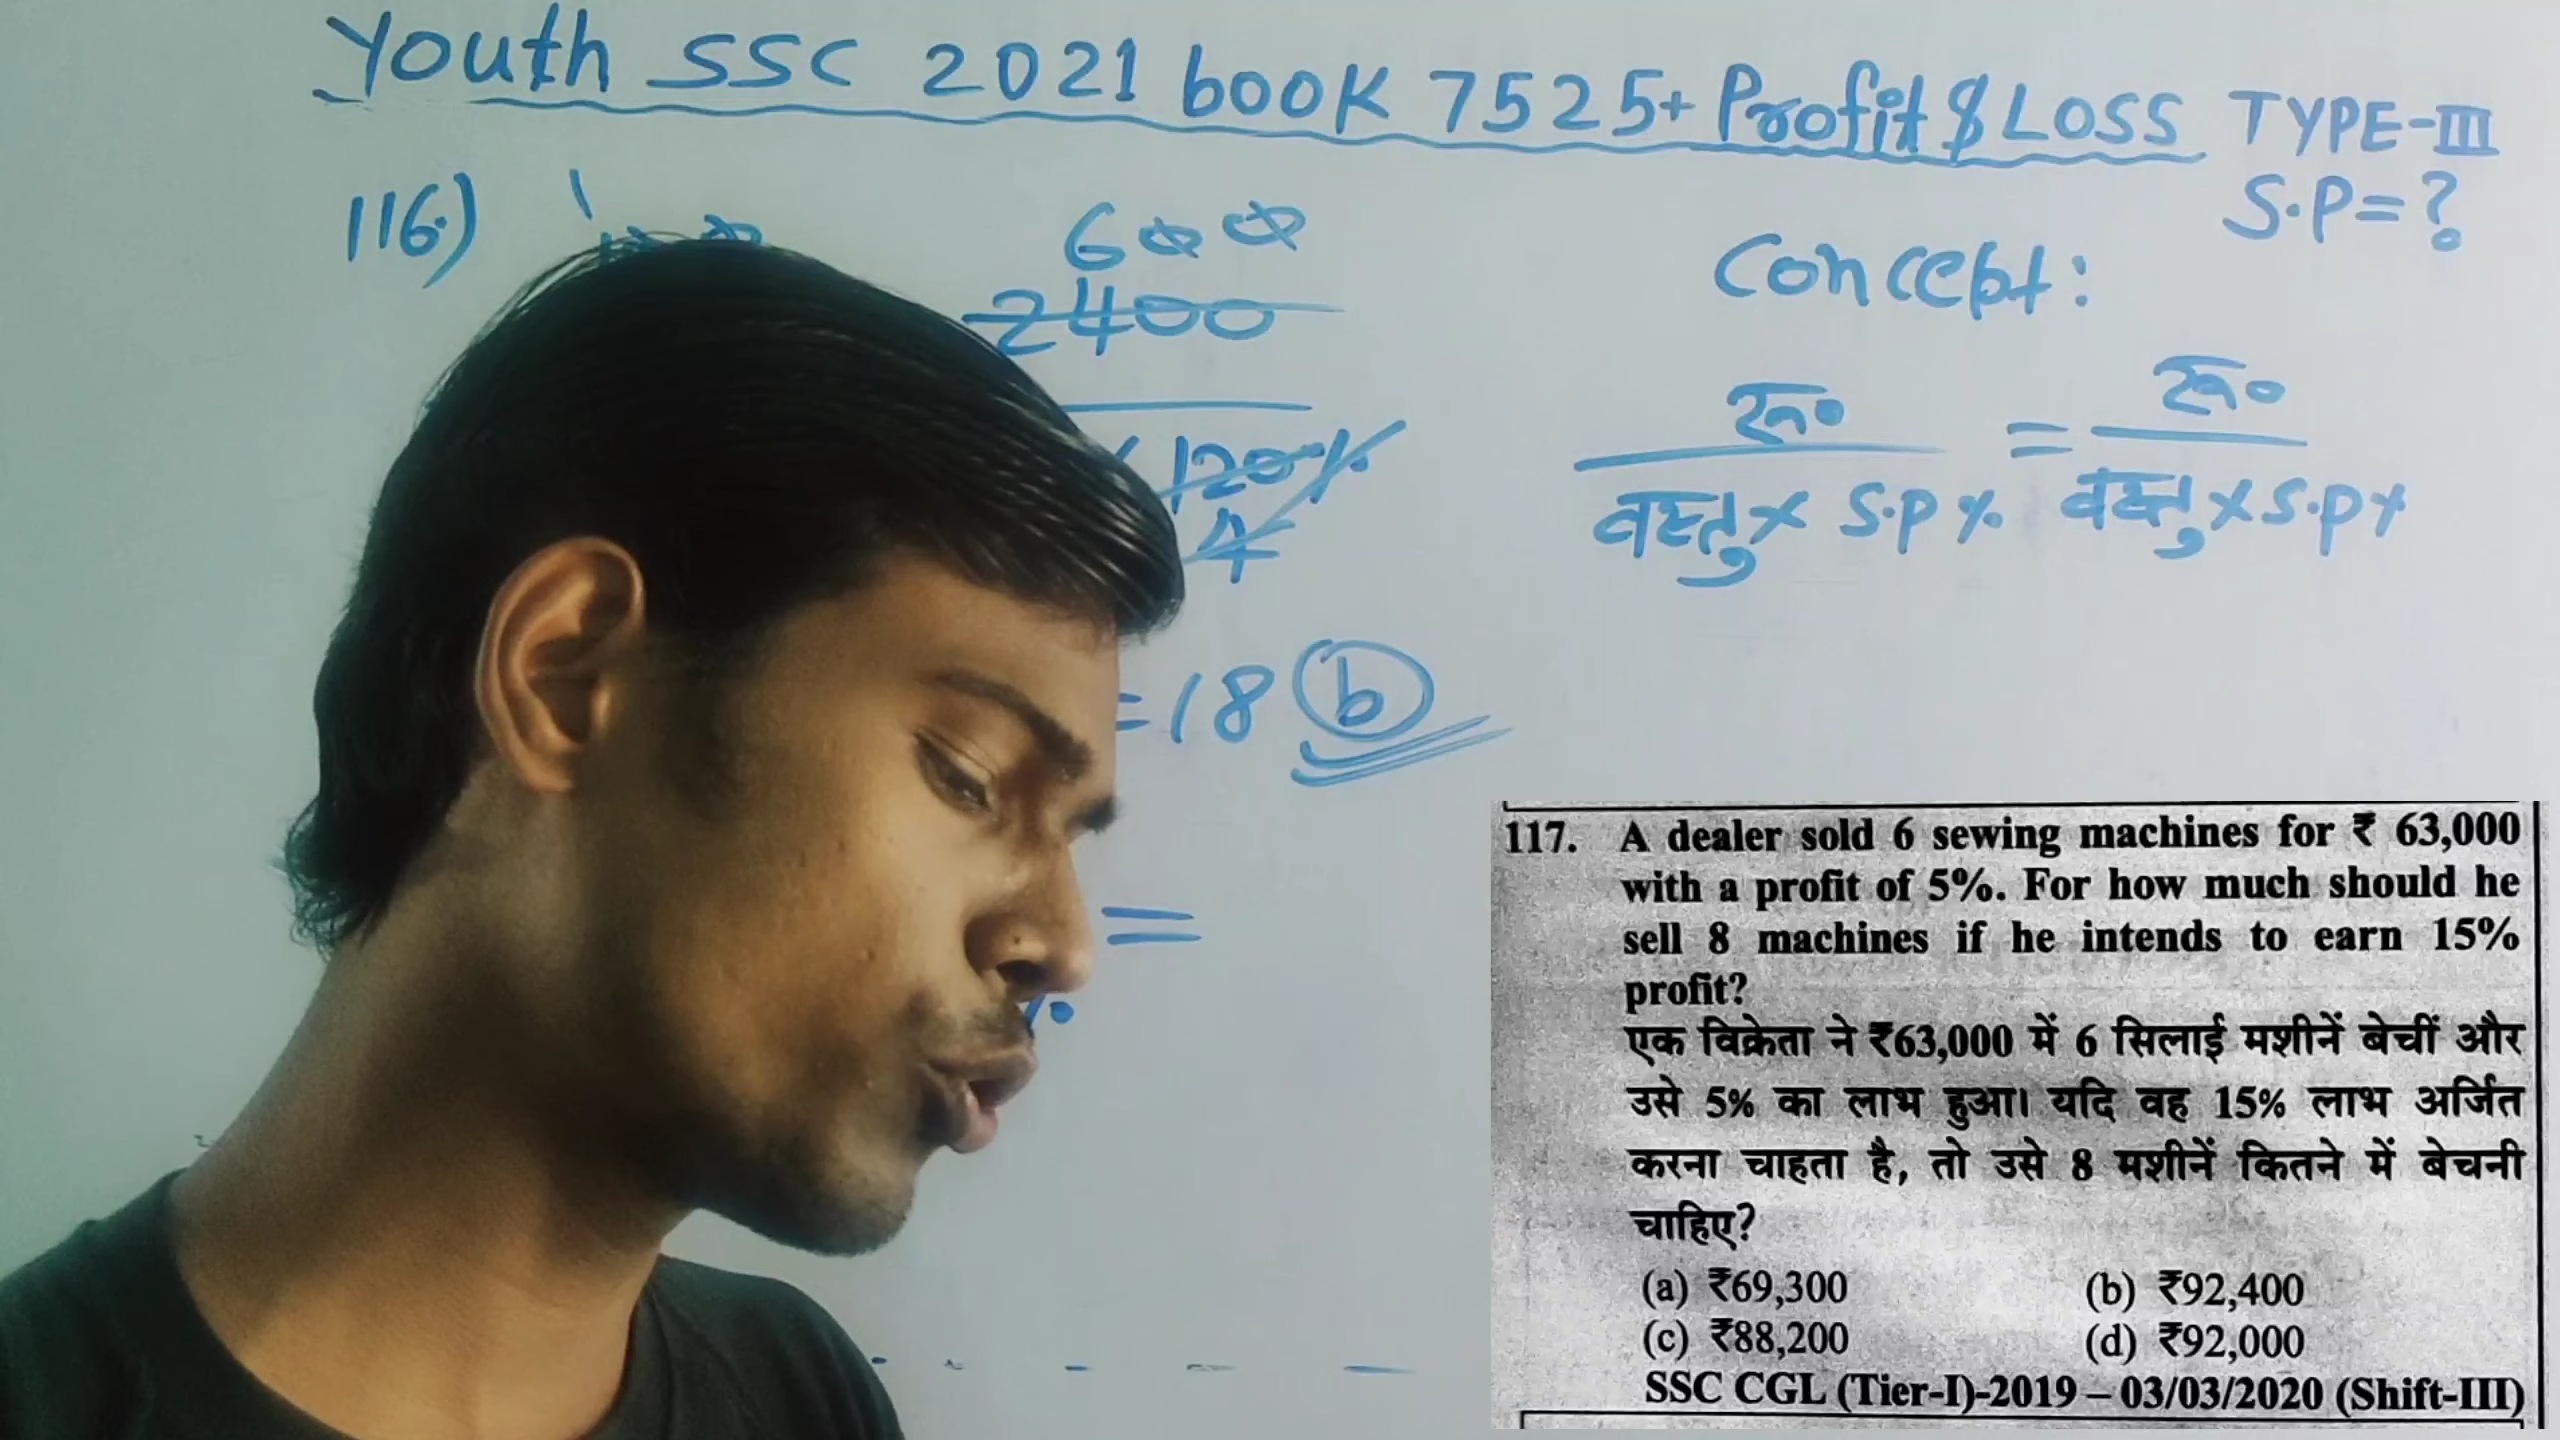 Youth SSC 2021 book 7525+ Profit $ LOSS TYPE-III
S.P=?
116.)
600
2400
120%
4
=18 (b)
=
%
Concept:
रू० = रू०
वस्तु x S.P % वस्तु x S.P %
117. A dealer sold 6 sewing machines for ₹ 63,000
with a profit of 5%. For how much should he
sell 8 machines if he intends to earn 15%
profit?
एक विक्रेता ने ₹63,000 में 6 सिलाई मशीनें बेचीं और
उसे 5% का लाभ हुआ। यदि वह 15% लाभ अर्जित
करना चाहता है, तो उसे 8 मशीनें कितने में बेचनी
चाहिए?
(a) ₹69,300 (b) ₹92,400
(c) ₹88,200 (d) ₹92,000
SSC CGL (Tier-I)-2019 – 03/03/2020 (Shift-III)